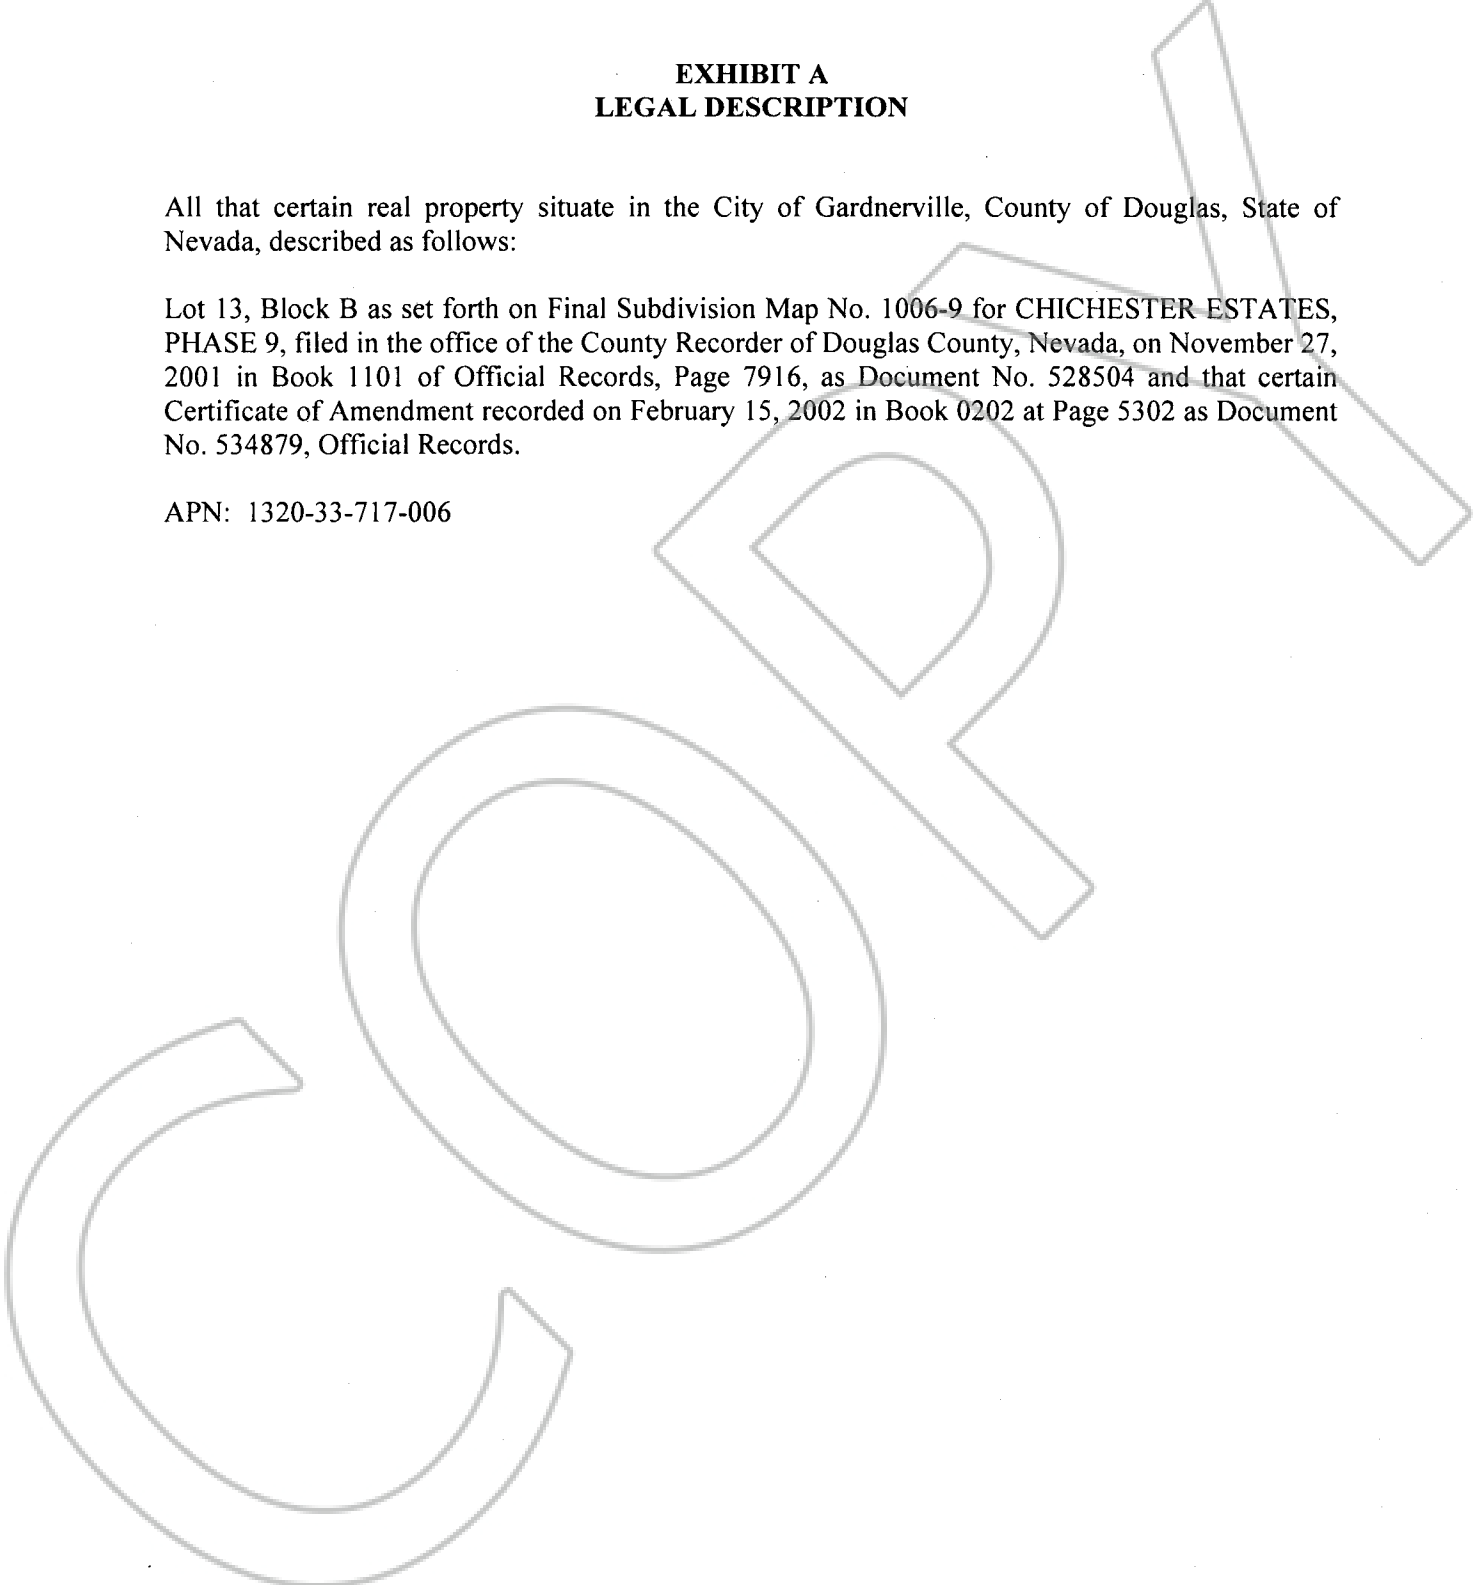 EXHIBIT A
LEGAL DESCRIPTION
All that certain real property situate in the City of Gardnerville, County of Douglas, State of
Nevada, described as follows:
Lot 13, Block B as set forth on Final Subdivision Map No. 1006-9 for CHICHESTER ESTATES,
PHASE 9, filed in the office of the County Recorder of Douglas County, Nevada, on November 27,
2001 in Book 1101 of Official Records, Page 7916, as Document No. 528504 and that certain
Certificate of Amendment recorded on February 15, 2002 in Book 0202 at Page 5302 as Document
No. 534879, Official Records.
APN: 1320-33-717-006
COPY